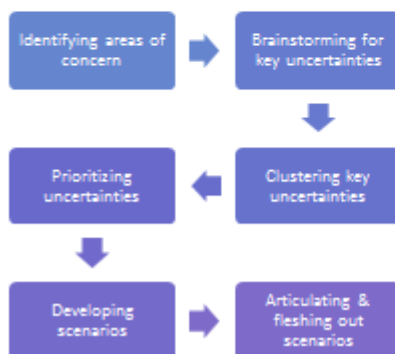 Identifying areas of
concern
Brainstorming for
key uncertainties
Clustering key
uncertainties
Prioritizing
uncertainties
Developing
scenarios
Articulating &
fleshing out
scenarios